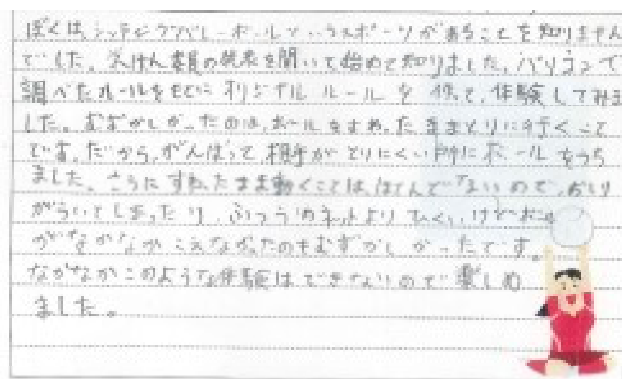 ぼくは、シッティングバレーボールというスポーツがあることを知りません
でした。人けん委員の発表を聞いて始めて知りました。パソコンで
調べたルールをもとにオリジナルルールを作って、体験してみま
した。むずかしかったのは、ボールをすわったままとりに行くこと
です。だから、がんばって、相手がとりにくい所にボールをうち
ました。さらにすわったまま動くことは、ほとんどないので、おしり
がういてしまったり、ふつうのネットよりひくいけど
がなかなかこえなかったのもむずかしかったです。
なかなかこのような体験はできないので楽しめ
ました。